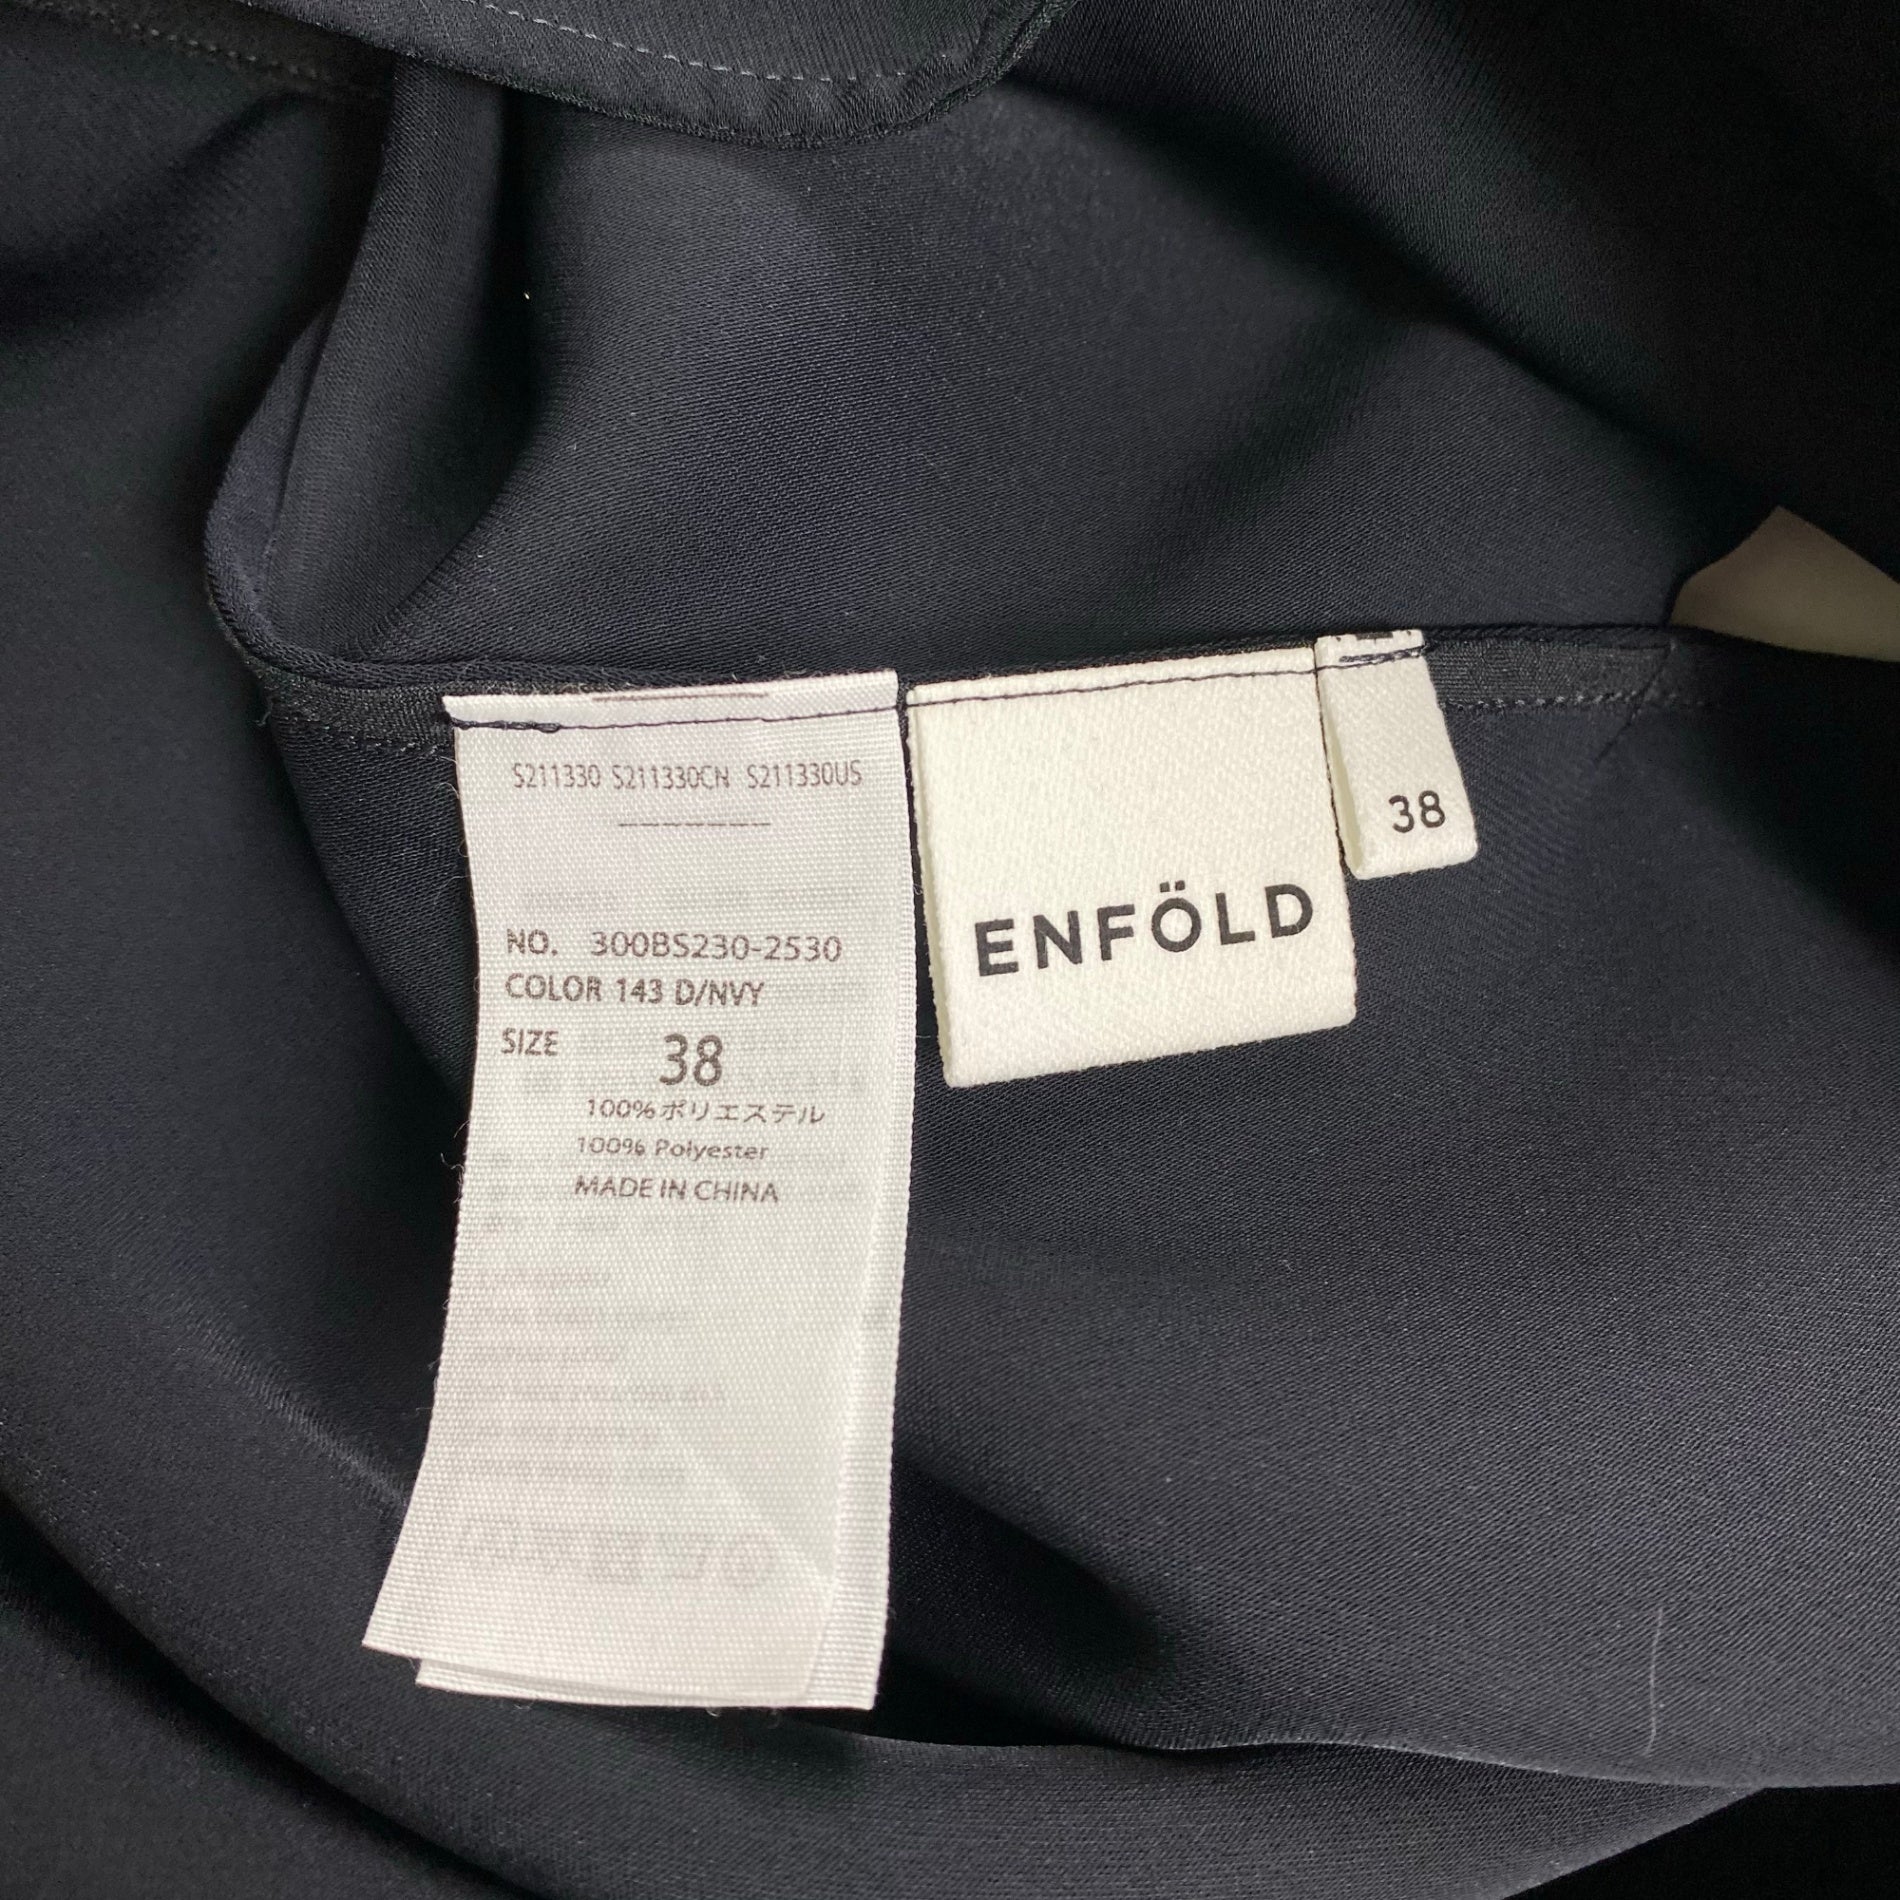 S211330 S211330CN S211330US
NO. 300BS230-2530
COLOR 143 D/NVY
SIZE 38
100%ポリエステル
100% Polyester
MADE IN CHINA
ENFÖLD
38